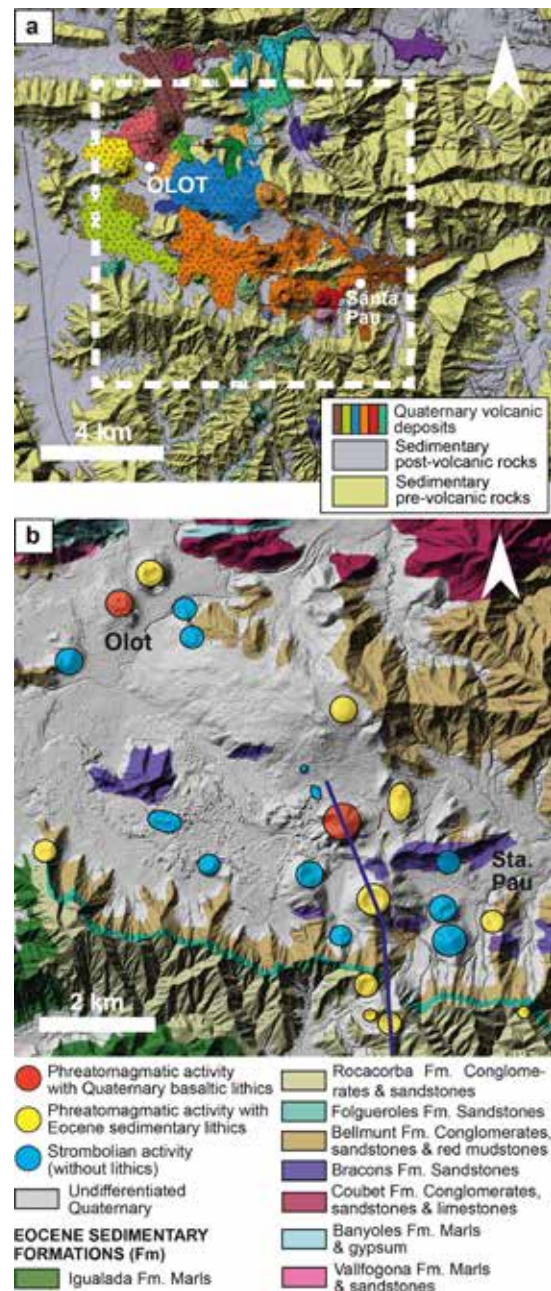 a
OLOT
Santa
Pau
4 km
Quaternary volcanic
deposits
Sedimentary
post-volcanic rocks
Sedimentary
pre-volcanic rocks
b
Olot
Sta.
Pau
2 km
Phreatomagmatic activity
with Quaternary basaltic lithics
Phreatomagmatic activity with
Eocene sedimentary lithics
Strombolian activity
(without lithics)
Undifferentiated
Quaternary
EOCENE SEDIMENTARY
FORMATIONS (Fm)
Igualada Fm. Marls
Rocacorba Fm. Conglome-
rates & sandstones
Folgueroles Fm. Sandstones
Bellmunt Fm. Conglomerates,
sandstones & red mudstones
Bracons Fm. Sandstones
Coubet Fm. Conglomerates,
sandstones & limestones
Banyoles Fm. Marls
& gypsum
Vallfogona Fm. Marls
& sandstones